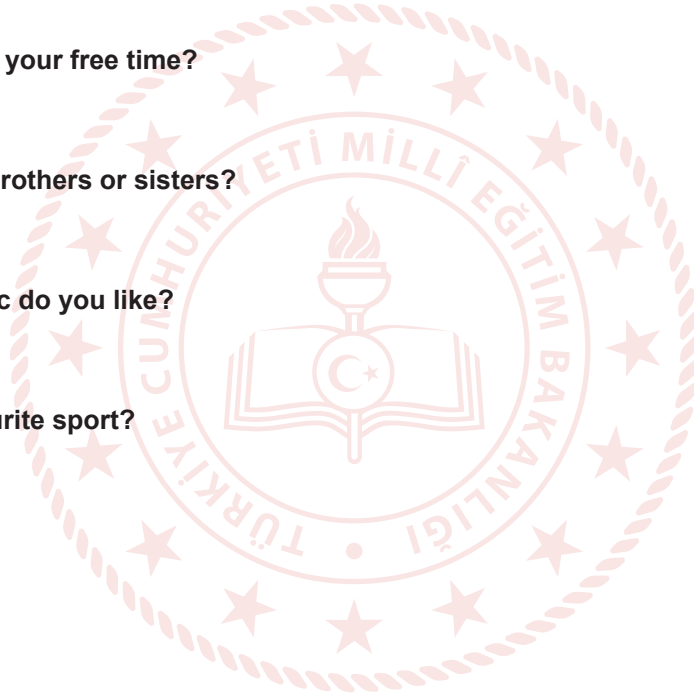 your free time?
rothers or sisters?
c do you like?
urite sport?
TÜRKİYE CUMHURİYETİ MİLLÎ EĞİTİM BAKANLIĞI